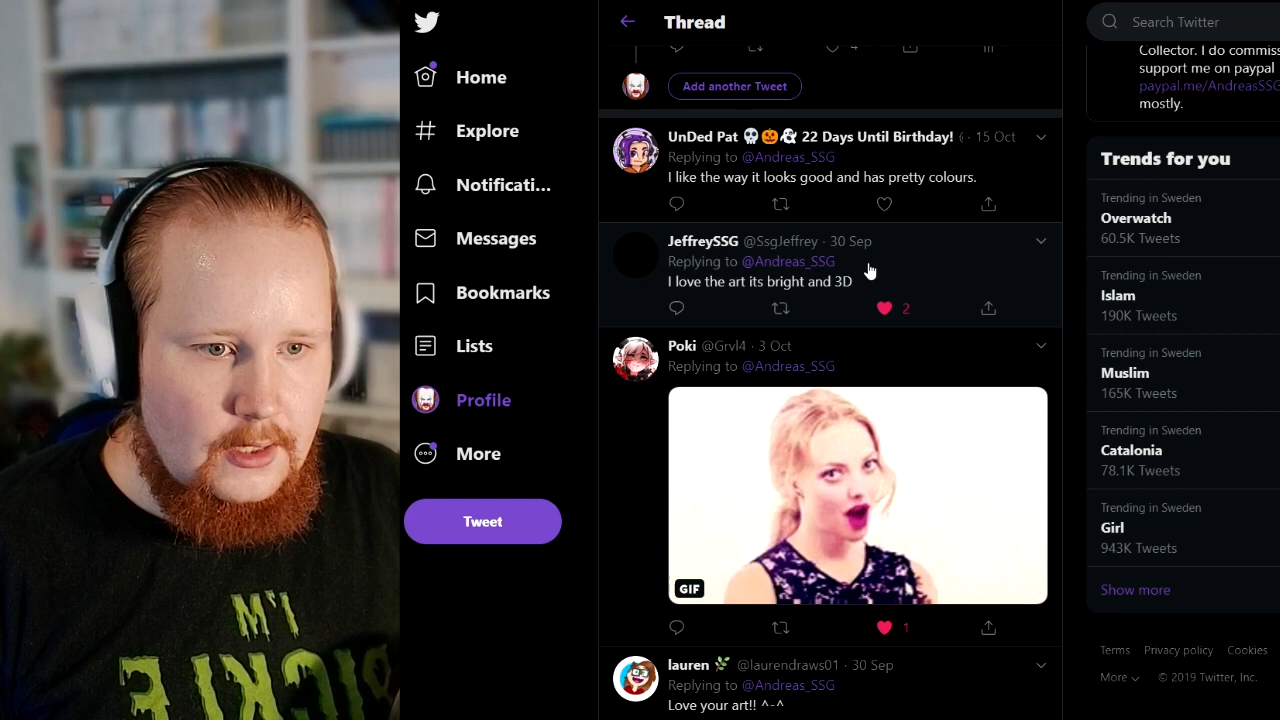 I'M
PICKLE
Home
Explore
Notificati...
Messages
Bookmarks
Lists
Profile
More
Tweet
Thread
4
Add another Tweet
UnDed Pat 💀🎃👻 22 Days Until Birthday! ( · 15 Oct
Replying to @Andreas_SSG
I like the way it looks good and has pretty colours.
JeffreySSG @SsgJeffrey · 30 Sep
Replying to @Andreas_SSG
I love the art its bright and 3D
2
Poki @Grvl4 · 3 Oct
Replying to @Andreas_SSG
GIF
1
lauren 🌿 @laurendraws01 · 30 Sep
Replying to @Andreas_SSG
Love your art!! ^-^
Search Twitter
Collector. I do commiss
support me on paypal
paypal.me/AndreasSSG
mostly.
Trends for you
Trending in Sweden
Overwatch
60.5K Tweets
Trending in Sweden
Islam
190K Tweets
Trending in Sweden
Muslim
165K Tweets
Trending in Sweden
Catalonia
78.1K Tweets
Trending in Sweden
Girl
943K Tweets
Show more
Terms Privacy policy Cookies
More © 2019 Twitter, Inc.